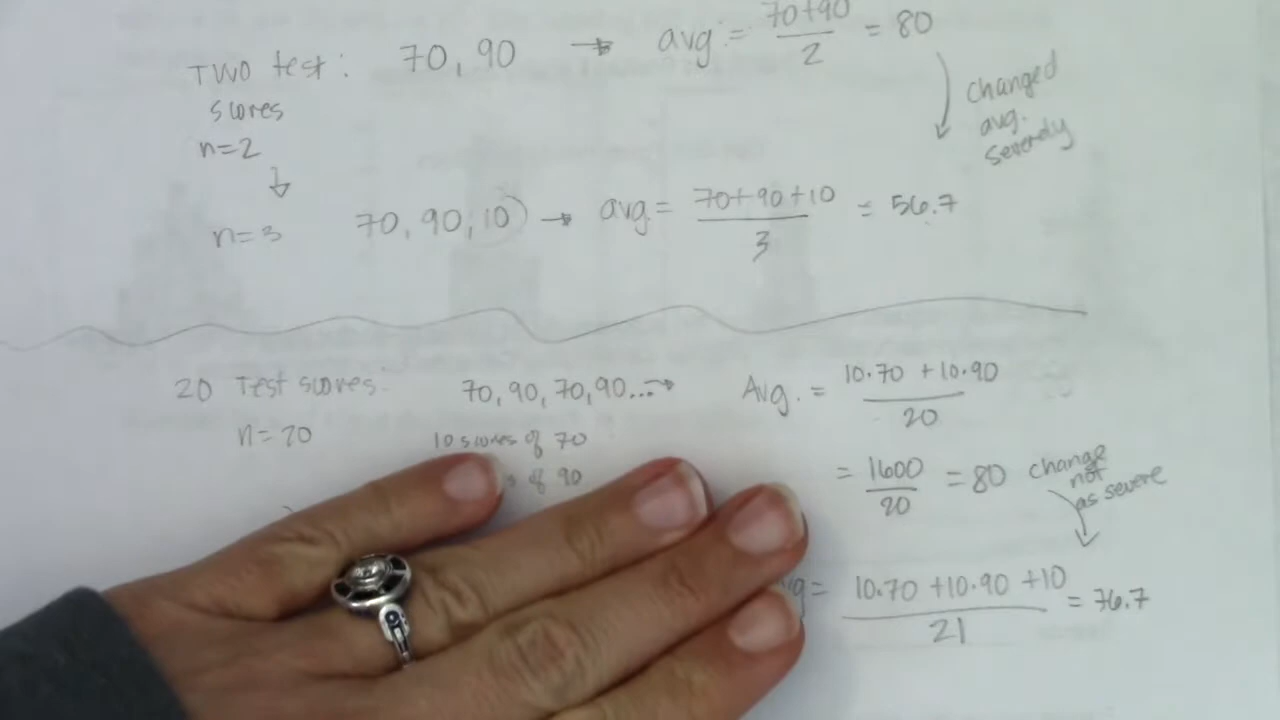 Two test: 70, 90 → avg = 70+90 / 2 = 80
scores
n=2
changed
avg.
severely
↓
n=3 70, 90, 10 → avg = 70+90+10 / 3 = 56.7
20 Test scores: 70, 90, 70, 90...→ Avg. = 10·70 + 10·90 / 20
n=20 10 scores of 70
of 90
= 1600 / 20 = 80 change
not
as severe
= 10·70 + 10·90 + 10 / 21 = 76.7